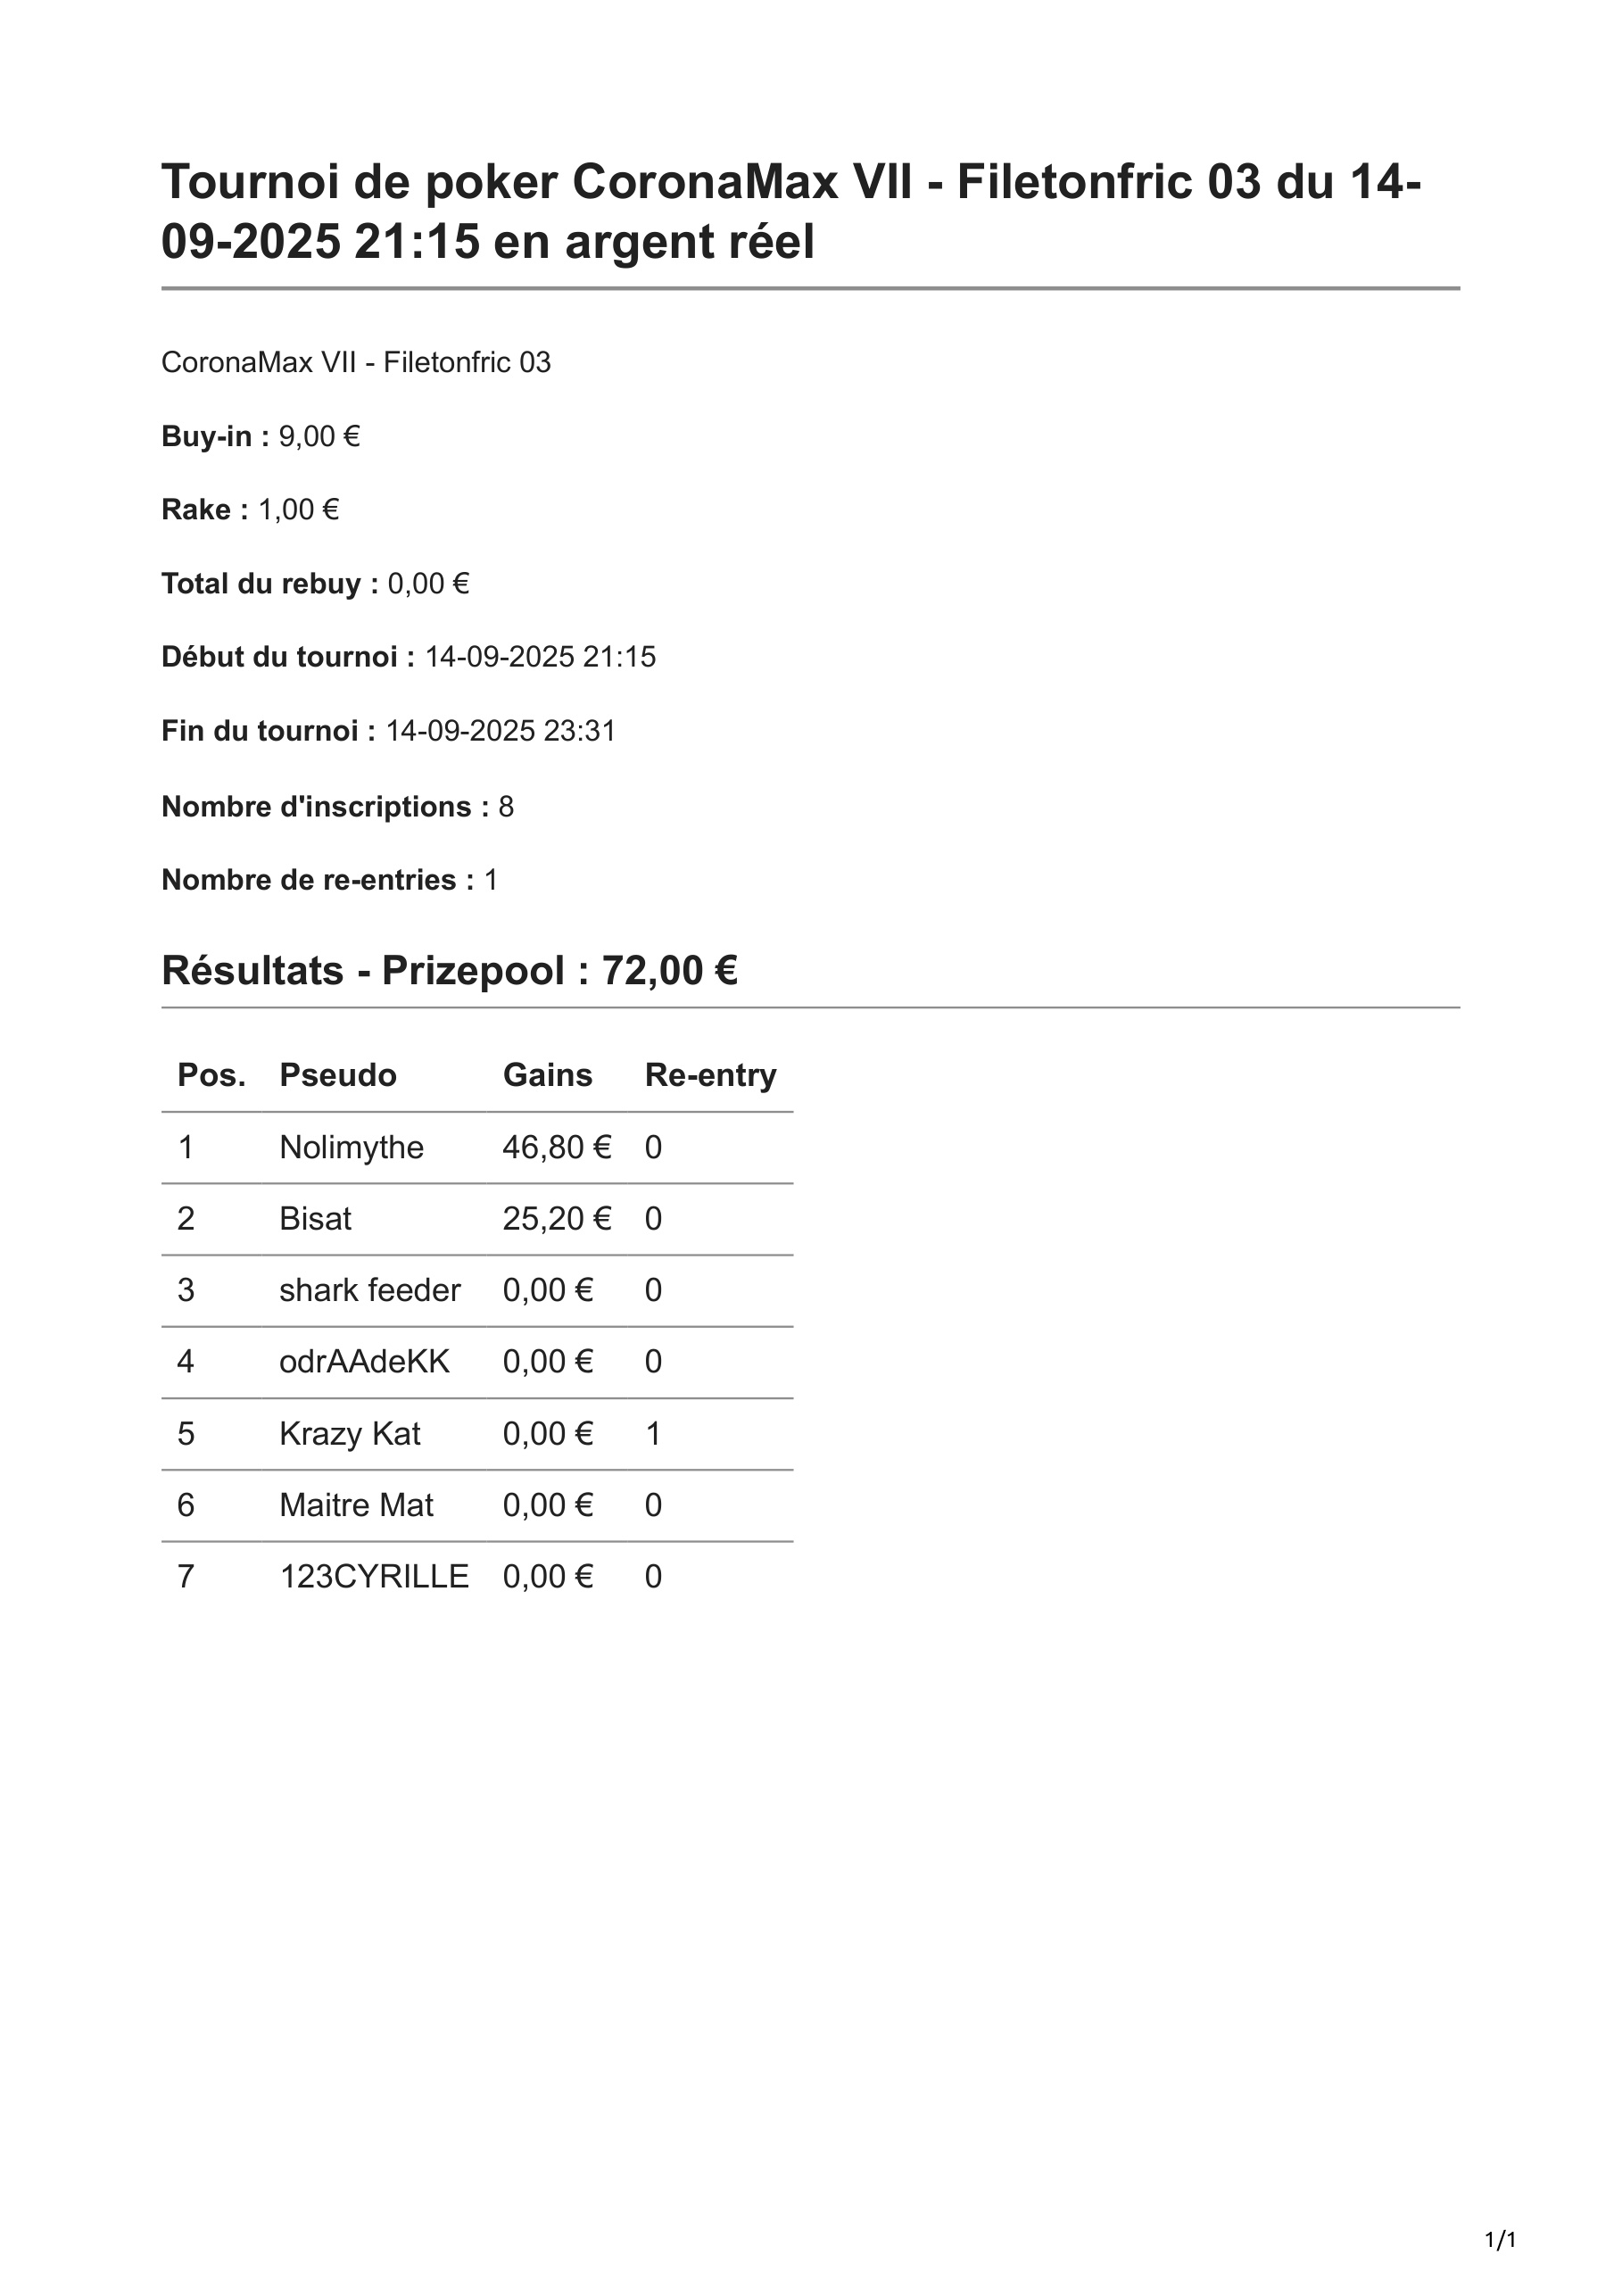 Tournoi de poker CoronaMax VII - Filetonfric 03 du 14-
09-2025 21:15 en argent réel
CoronaMax VII - Filetonfric 03
Buy-in : 9,00 €
Rake : 1,00 €
Total du rebuy : 0,00 €
Début du tournoi : 14-09-2025 21:15
Fin du tournoi : 14-09-2025 23:31
Nombre d'inscriptions : 8
Nombre de re-entries : 1
Résultats - Prizepool : 72,00 €
Pos. Pseudo Gains Re-entry
1 Nolimythe 46,80 € 0
2 Bisat 25,20 € 0
3 shark feeder 0,00 € 0
4 odrAAdeKK 0,00 € 0
5 Krazy Kat 0,00 € 1
6 Maitre Mat 0,00 € 0
7 123CYRILLE 0,00 € 0
1/1